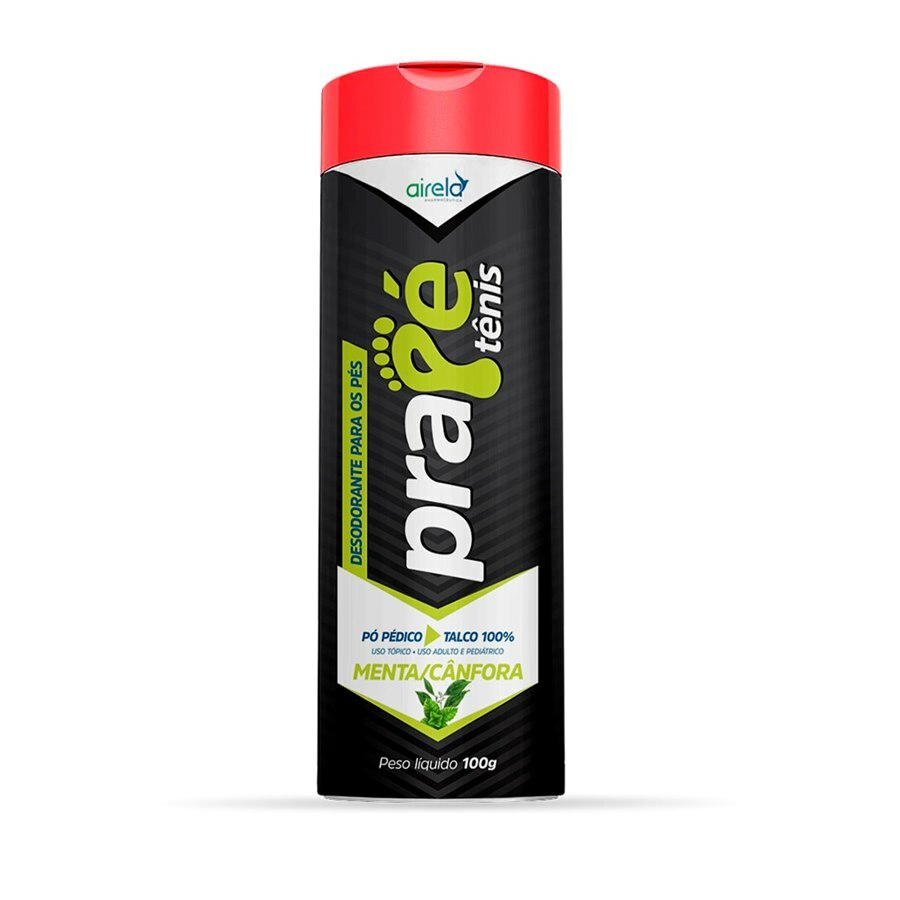 airela
PHARMACÊUTICA
praPé
tênis
DESODORANTE PARA OS PÉS
PÓ PÉDICO TALCO 100%
USO TÓPICO • USO ADULTO E PEDIÁTRICO
MENTA/CÂNFORA
Peso líquido 100g